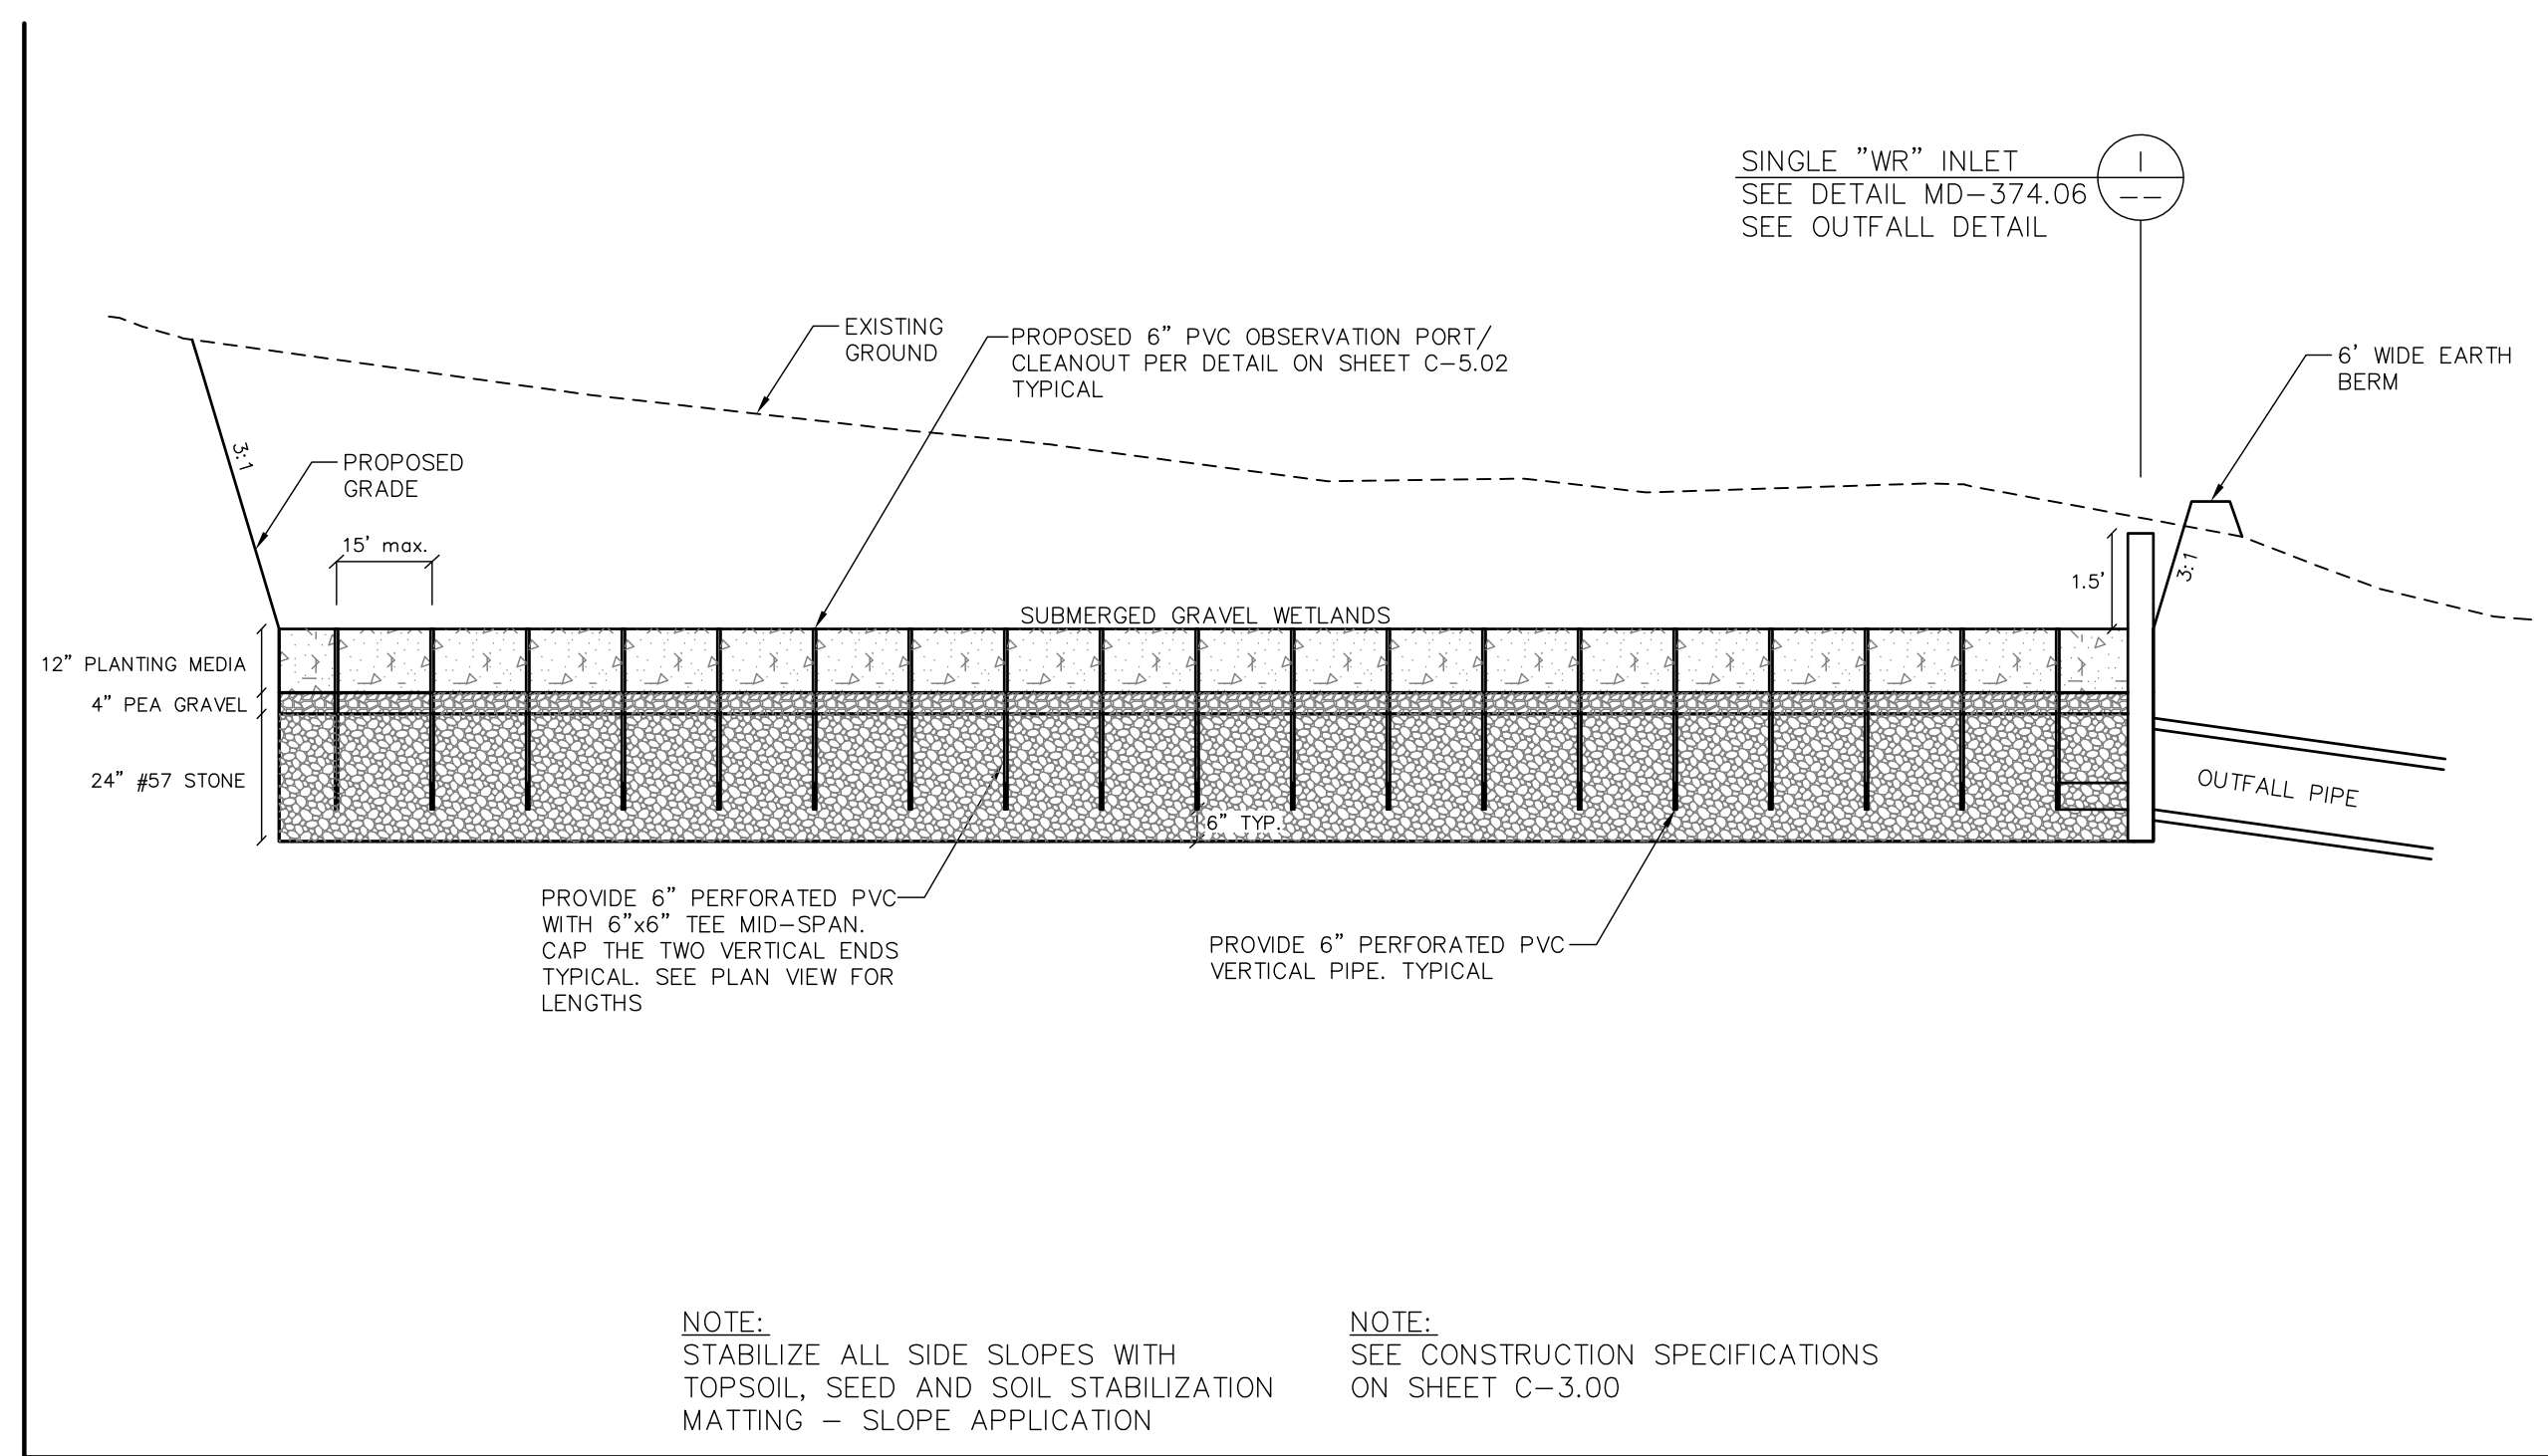 SINGLE "WR" INLET
SEE DETAIL MD-374.06
SEE OUTFALL DETAIL
1
--
EXISTING
GROUND
PROPOSED 6" PVC OBSERVATION PORT/
CLEANOUT PER DETAIL ON SHEET C-5.02
TYPICAL
6' WIDE EARTH
BERM
3:1
PROPOSED
GRADE
15' max.
1.5'
3:1
SUBMERGED GRAVEL WETLANDS
12" PLANTING MEDIA
4" PEA GRAVEL
24" #57 STONE
OUTFALL PIPE
6" TYP.
PROVIDE 6" PERFORATED PVC
WITH 6"x6" TEE MID-SPAN.
CAP THE TWO VERTICAL ENDS
TYPICAL. SEE PLAN VIEW FOR
LENGTHS
PROVIDE 6" PERFORATED PVC
VERTICAL PIPE. TYPICAL
NOTE:
STABILIZE ALL SIDE SLOPES WITH
TOPSOIL, SEED AND SOIL STABILIZATION
MATTING - SLOPE APPLICATION
NOTE:
SEE CONSTRUCTION SPECIFICATIONS
ON SHEET C-3.00